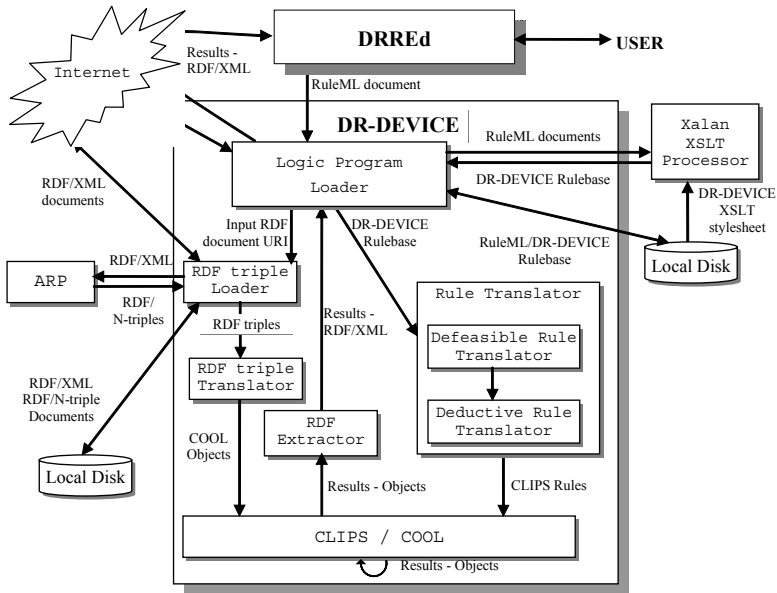 DRREd
USER
Internet
Results -
RDF/XML
RuleML document
DR-DEVICE
Logic Program
Loader
RuleML documents
DR-DEVICE Rulebase
Xalan
XSLT
Processor
DR-DEVICE
XSLT
stylesheet
Local Disk
RuleML/DR-DEVICE
Rulebase
RDF/XML
documents
Input RDF
document URI
DR-DEVICE
Rulebase
ARP
RDF/XML
RDF/
N-triples
RDF triple
Loader
RDF triples
RDF triple
Translator
Results -
RDF/XML
Rule Translator
Defeasible Rule
Translator
Deductive Rule
Translator
RDF/XML
RDF/N-triple
Documents
Local Disk
COOL
Objects
RDF
Extractor
Results - Objects
CLIPS Rules
CLIPS / COOL
Results - Objects